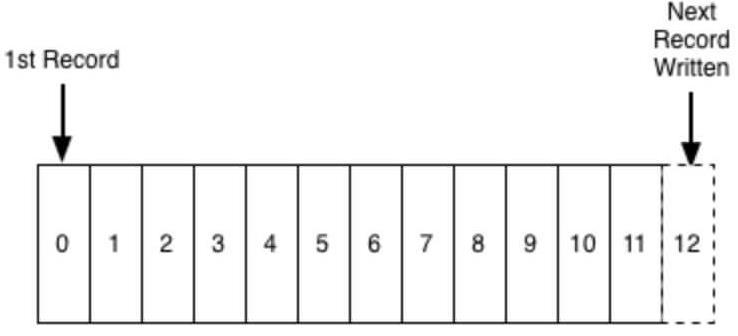 Next
Record
Written
1st Record
0 1 2 3 4 5 6 7 8 9 10 11 12